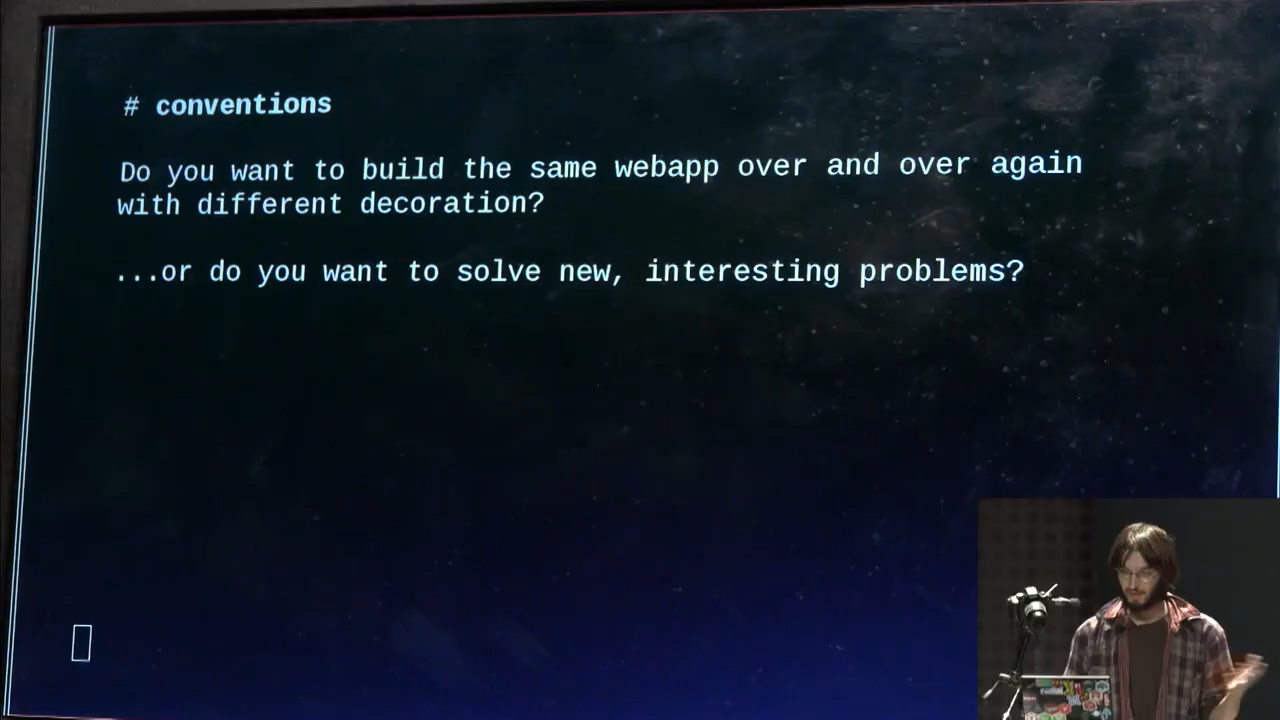 # conventions
Do you want to build the same webapp over and over again
with different decoration?
...or do you want to solve new, interesting problems?